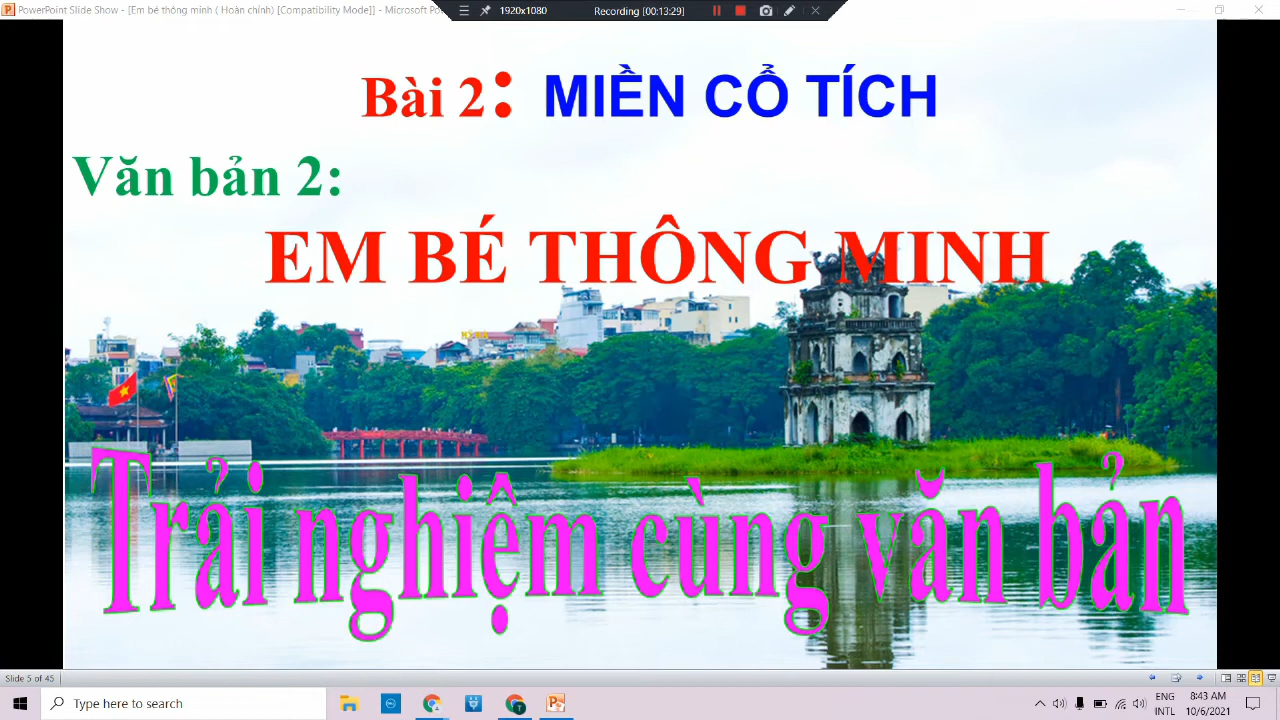 PowerPoint Slide Show - [Em bé thông minh ( Hoàn chỉnh) [Compatibility Mode]] - Microsoft
1920x1080
Recording [00:13:29]
Bài 2: MIỀN CỔ TÍCH
Văn bản 2:
EM BÉ THÔNG MINH
Trải nghiệm cùng văn bản
Slide 5 of 45
Type here to search
ENG
INTL
8:43 AM
10/6/2021